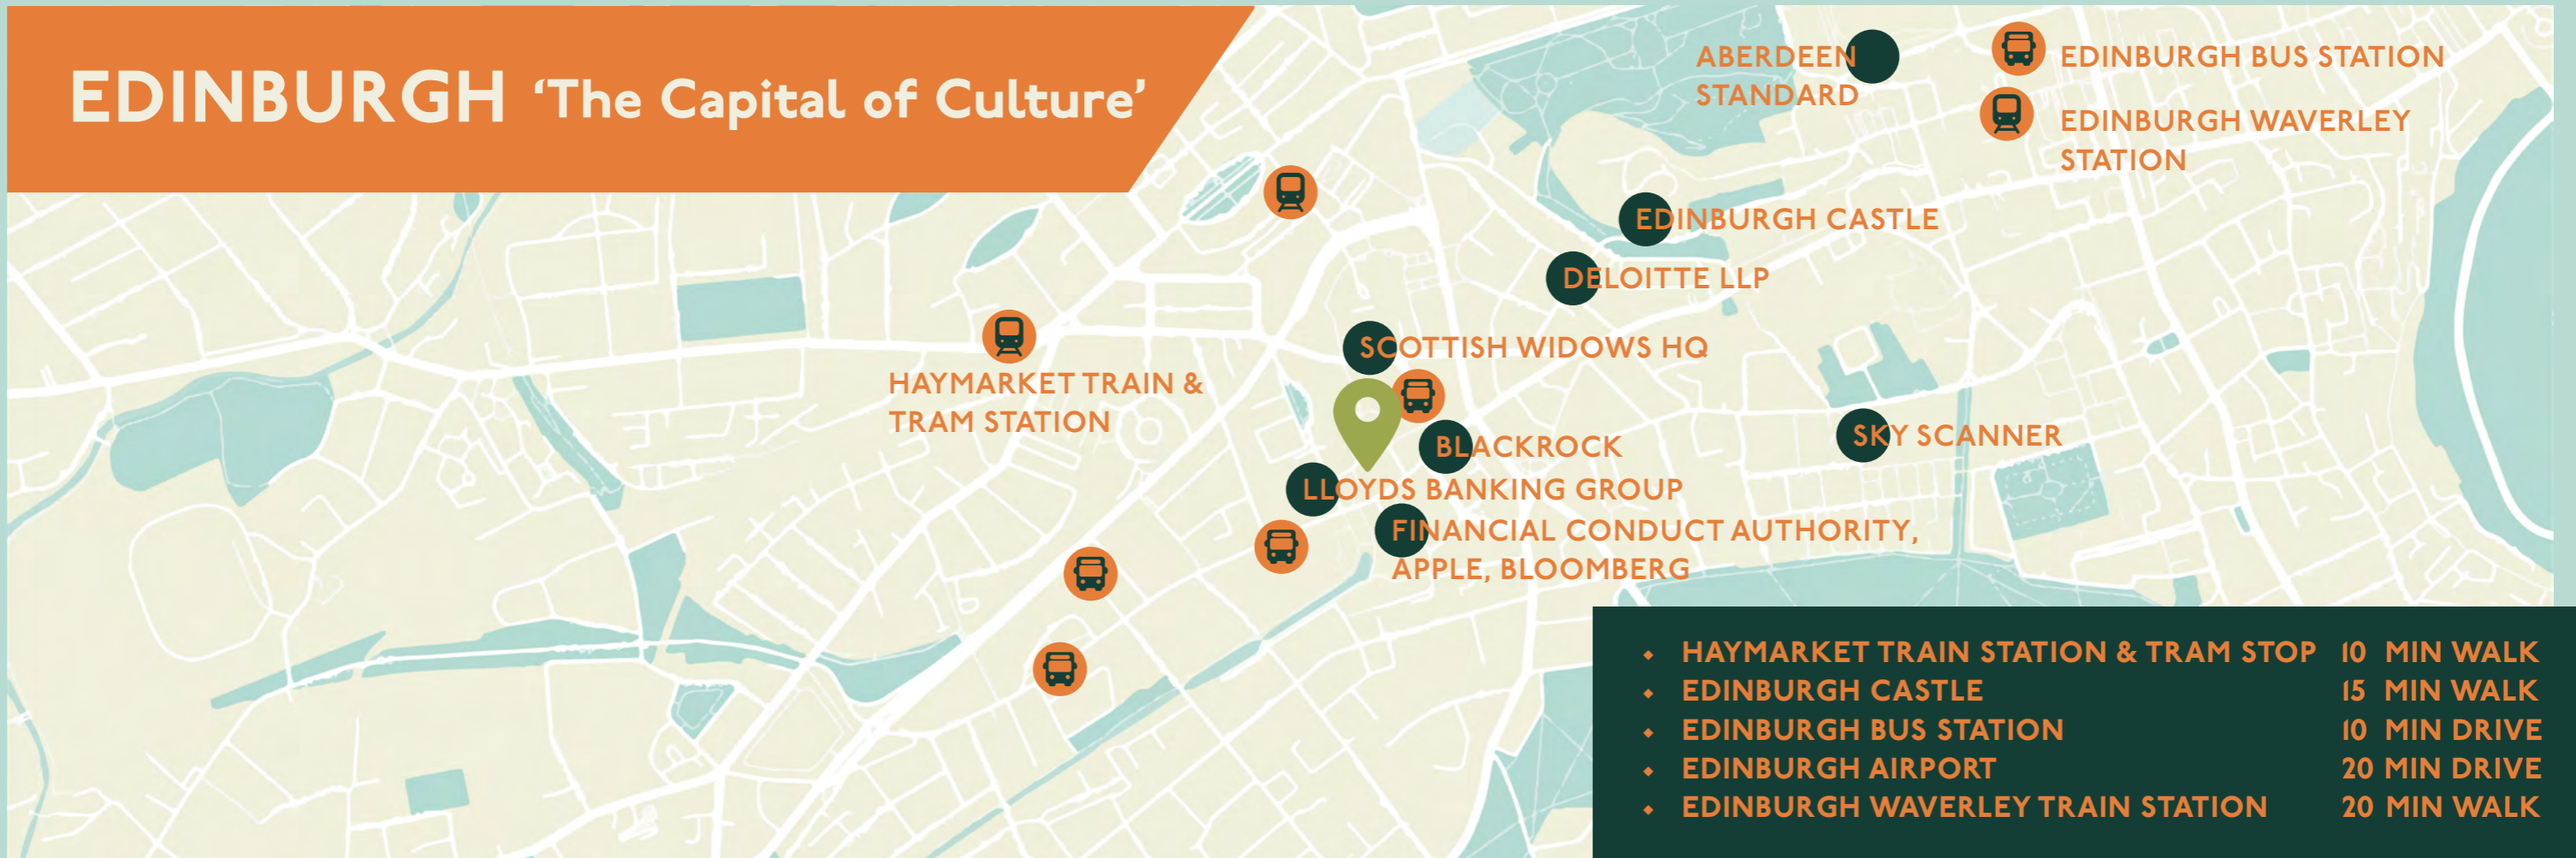 EDINBURGH 'The Capital of Culture'
ABERDEEN
STANDARD
EDINBURGH BUS STATION
EDINBURGH WAVERLEY
STATION
EDINBURGH CASTLE
DELOITTE LLP
SCOTTISH WIDOWS HQ
HAYMARKET TRAIN &
TRAM STATION
BLACKROCK
SKY SCANNER
LLOYDS BANKING GROUP
FINANCIAL CONDUCT AUTHORITY,
APPLE, BLOOMBERG
HAYMARKET TRAIN STATION & TRAM STOP 10 MIN WALK
EDINBURGH CASTLE 15 MIN WALK
EDINBURGH BUS STATION 10 MIN DRIVE
EDINBURGH AIRPORT 20 MIN DRIVE
EDINBURGH WAVERLEY TRAIN STATION 20 MIN WALK